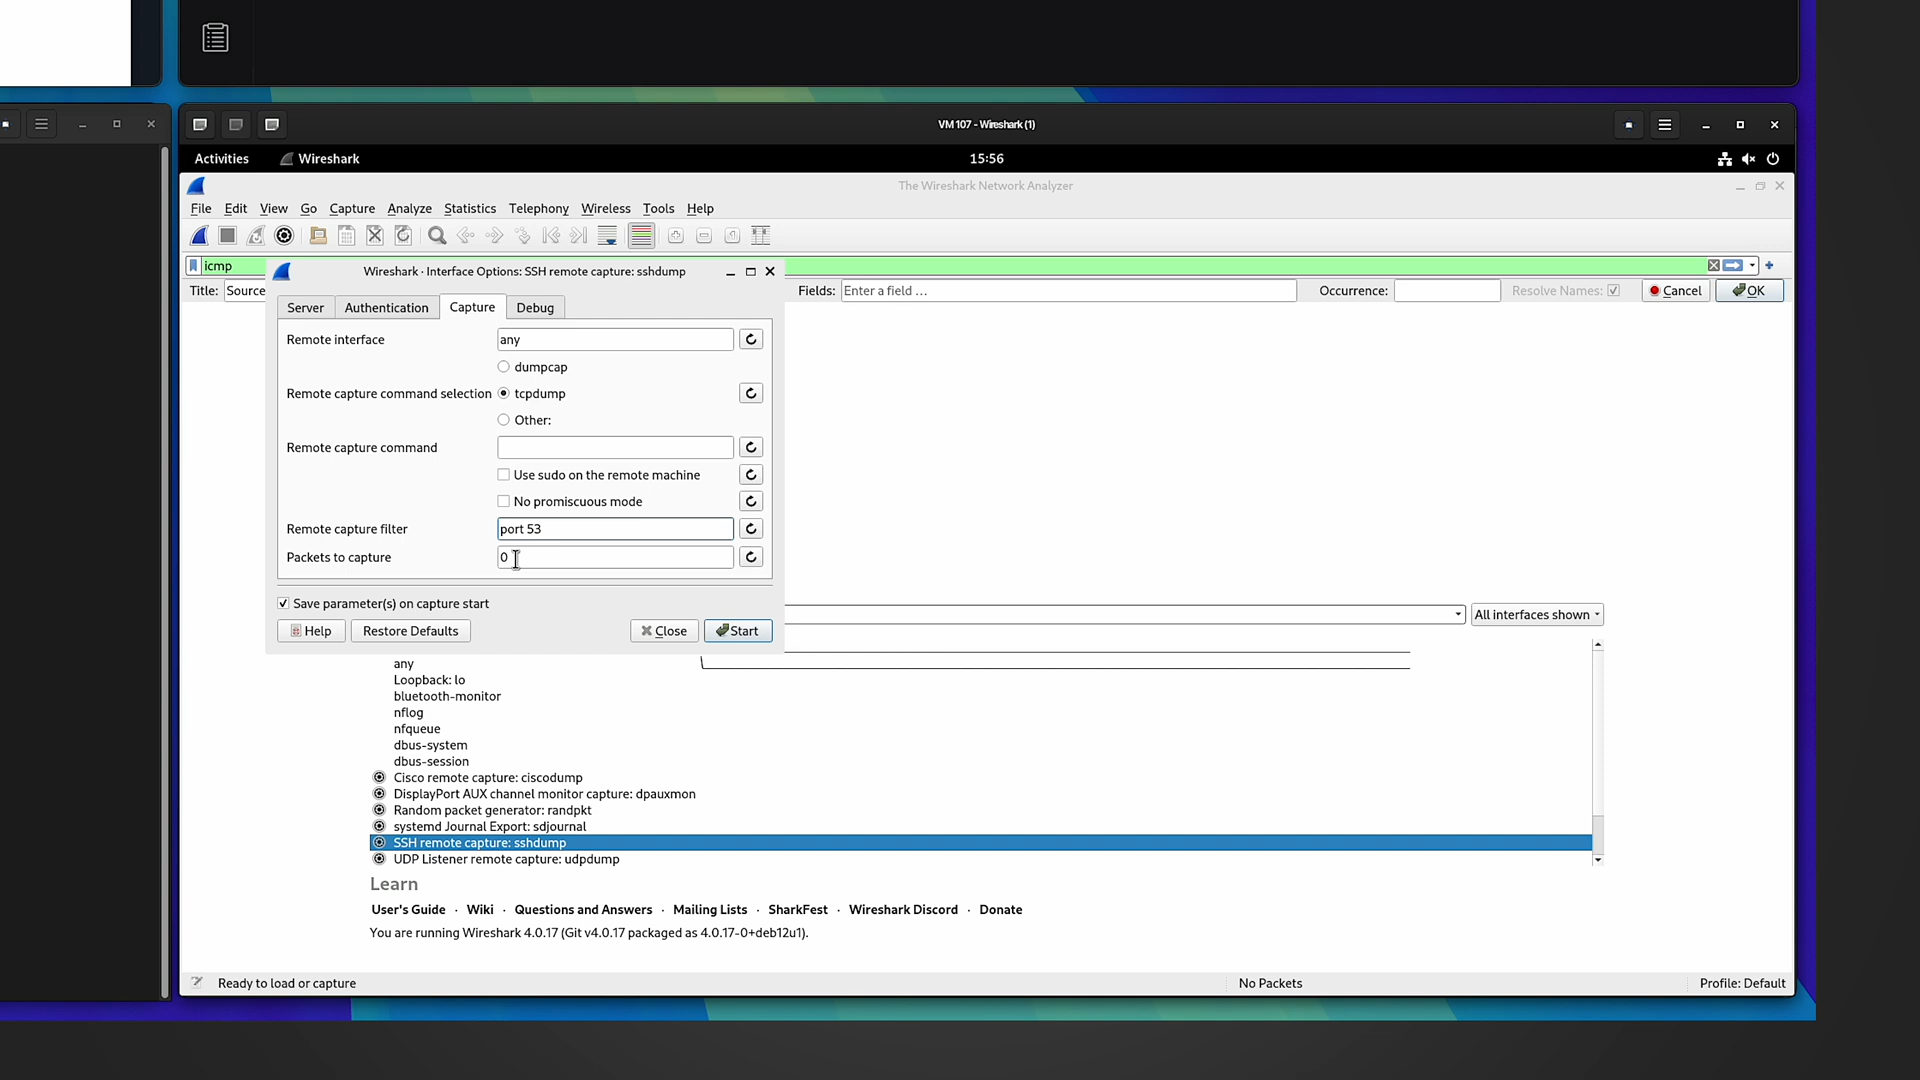 VM 107 - Wireshark (1)
Activities Wireshark 15:56
The Wireshark Network Analyzer
File Edit View Go Capture Analyze Statistics Telephony Wireless Tools Help
icmp
Title: Source Fields: Enter a field ... Occurrence: Resolve Names: Cancel OK
Wireshark · Interface Options: SSH remote capture: sshdump
Server Authentication Capture Debug
Remote interface any
dumpcap
Remote capture command selection tcpdump
Other:
Remote capture command
Use sudo on the remote machine
No promiscuous mode
Remote capture filter port 53
Packets to capture 0
Save parameter(s) on capture start
Help Restore Defaults Close Start
All interfaces shown
any
Loopback: lo
bluetooth-monitor
nflog
nfqueue
dbus-system
dbus-session
Cisco remote capture: ciscodump
DisplayPort AUX channel monitor capture: dpauxmon
Random packet generator: randpkt
systemd Journal Export: sdjournal
SSH remote capture: sshdump
UDP Listener remote capture: udpdump
Learn
User's Guide · Wiki · Questions and Answers · Mailing Lists · SharkFest · Wireshark Discord · Donate
You are running Wireshark 4.0.17 (Git v4.0.17 packaged as 4.0.17-0+deb12u1).
Ready to load or capture No Packets Profile: Default